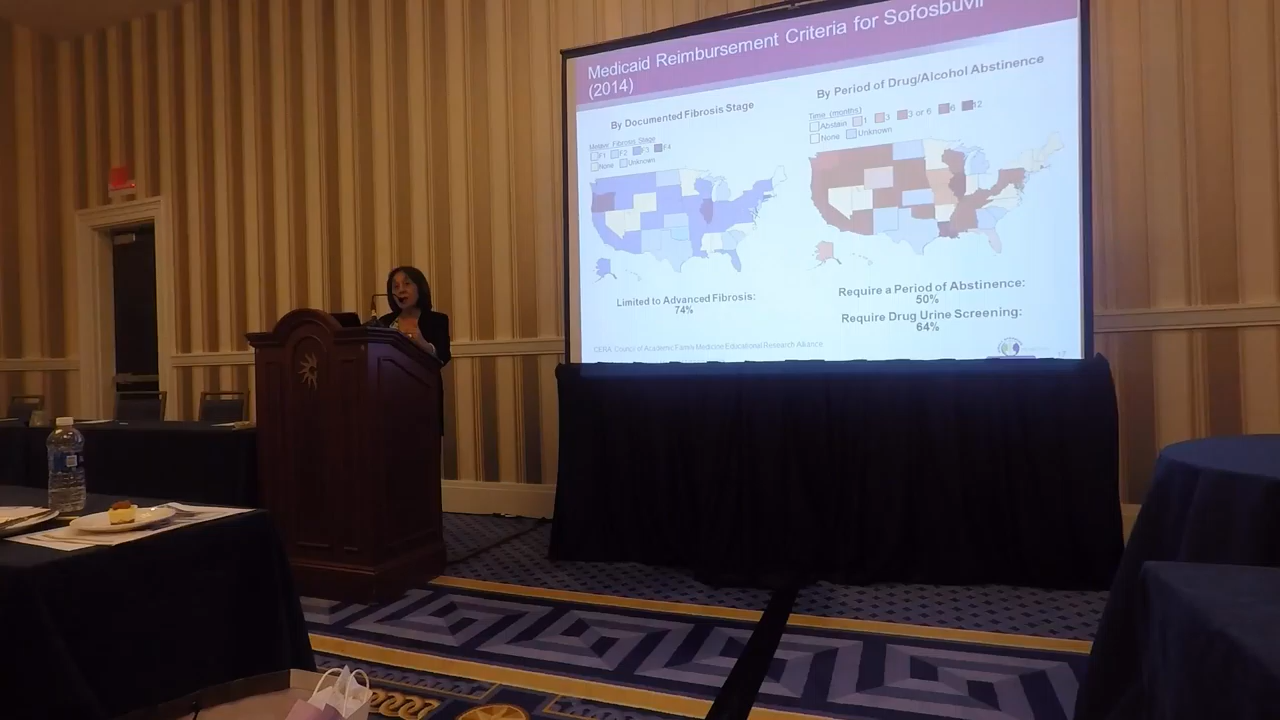 Medicaid Reimbursement Criteria for Sofosbuvir
(2014)
By Documented Fibrosis Stage
Metavir Fibrosis Stage
F1 F2 F3 F4
None Unknown
Limited to Advanced Fibrosis:
74%
By Period of Drug/Alcohol Abstinence
Time (months)
Abstain 1 3 3 or 6 6 12
None Unknown
Require a Period of Abstinence:
50%
Require Drug Urine Screening:
64%
CERA: Council of Academic Family Medicine Educational Research Alliance